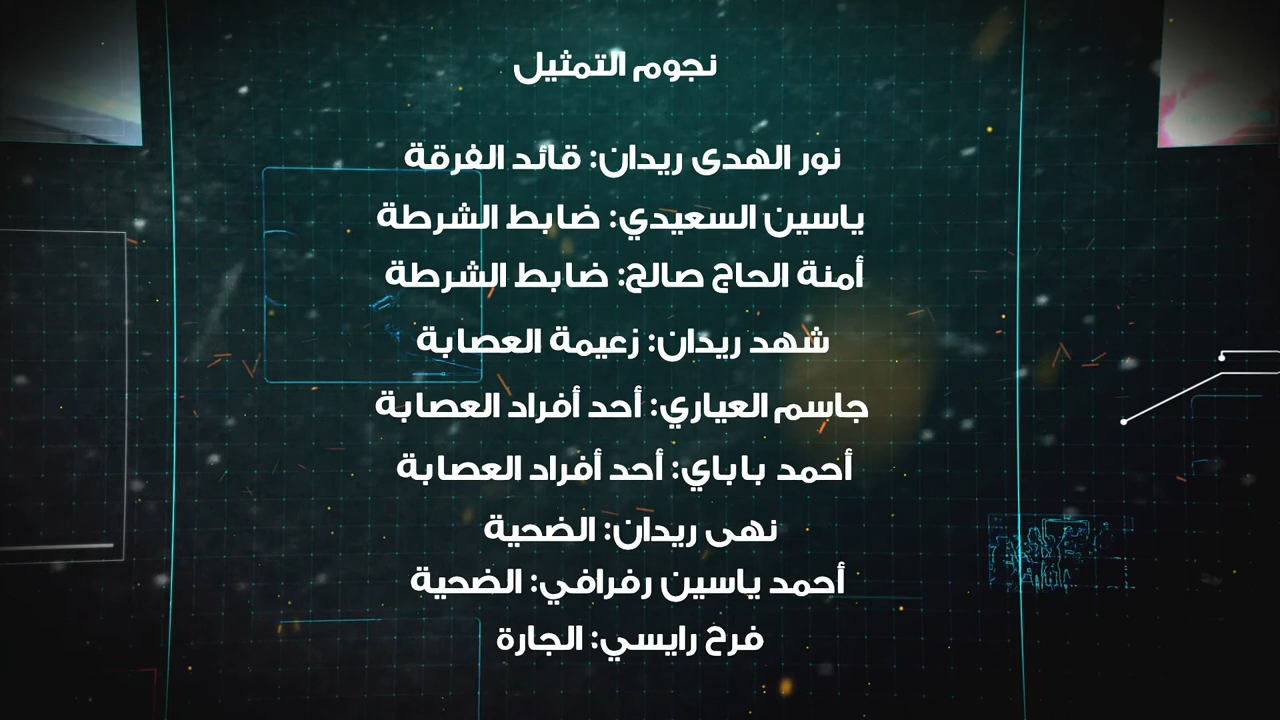 نجوم التمثيل
نور الهدى ريدان: قائد الفرقة
ياسين السعيدي: ضابط الشرطة
أمنة الحاج صالح: ضابط الشرطة
شهد ريدان: زعيمة العصابة
جاسم العياري: أحد أفراد العصابة
أحمد باباي: أحد أفراد العصابة
نهى ريدان: الضحية
أحمد ياسين رفرافي: الضحية
فرح رايسي: الجارة